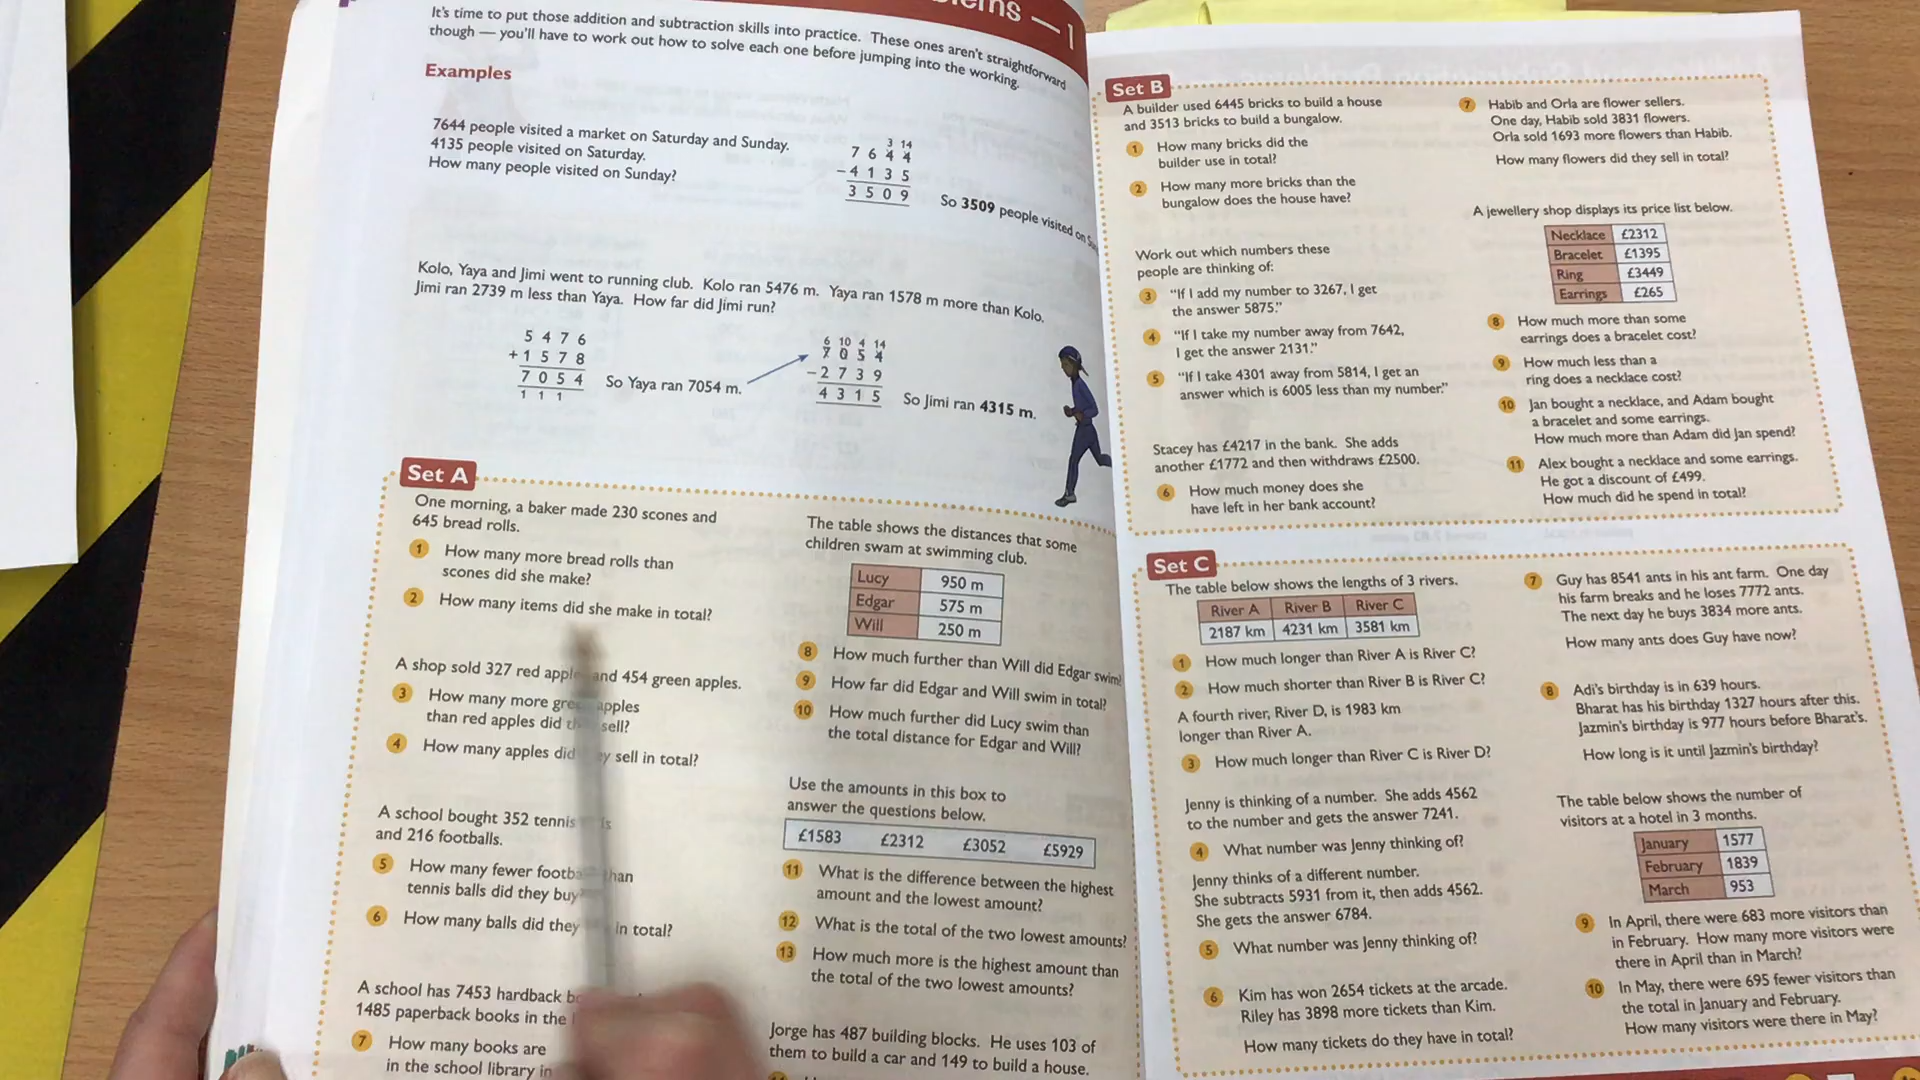 — 1
It's time to put those addition and subtraction skills into practice. These ones aren't straightforward
though — you'll have to work out how to solve each one before jumping into the working.
Examples
7644 people visited a market on Saturday and Sunday.
4135 people visited on Saturday.
How many people visited on Sunday?
3 14
7 6 4 4
– 4 1 3 5
3 5 0 9
So 3509 people visited on
Kolo, Yaya and Jimi went to running club. Kolo ran 5476 m. Yaya ran 1578 m more than Kolo.
Jimi ran 2739 m less than Yaya. How far did Jimi run?
5 4 7 6
+ 1 5 7 8
7 0 5 4
1 1 1
So Yaya ran 7054 m.
6 10 4 14
7 0 5 4
– 2 7 3 9
4 3 1 5
So Jimi ran 4315 m.
Set A
One morning, a baker made 230 scones and
645 bread rolls.
1 How many more bread rolls than
scones did she make?
2 How many items did she make in total?
A shop sold 327 red and 454 green apples.
3 How many more apples
than red apples did sell?
4 How many apples did sell in total?
A school bought 352 tennis
and 216 footballs.
5 How many fewer than
tennis balls did they buy
6 How many balls did they in total?
A school has 7453 hardback
1485 paperback books in the
7 How many books are
in the school library in
The table shows the distances that some
children swam at swimming club.
Lucy 950 m
Edgar 575 m
Will 250 m
8 How much further than Will did Edgar swim?
9 How far did Edgar and Will swim in total?
10 How much further did Lucy swim than
the total distance for Edgar and Will?
Use the amounts in this box to
answer the questions below.
£1583 £2312 £3052 £5929
11 What is the difference between the highest
amount and the lowest amount?
12 What is the total of the two lowest amounts?
13 How much more is the highest amount than
the total of the two lowest amounts?
Jorge has 487 building blocks. He uses 103 of
them to build a car and 149 to build a house.
Set B
A builder used 6445 bricks to build a house
and 3513 bricks to build a bungalow.
1 How many bricks did the
builder use in total?
2 How many more bricks than the
bungalow does the house have?
Work out which numbers these
people are thinking of:
3 "If I add my number to 3267, I get
the answer 5875."
4 "If I take my number away from 7642,
I get the answer 2131."
5 "If I take 4301 away from 5814, I get an
answer which is 6005 less than my number."
Stacey has £4217 in the bank. She adds
another £1772 and then withdraws £2500.
6 How much money does she
have left in her bank account?
7 Habib and Orla are flower sellers.
One day, Habib sold 3831 flowers.
Orla sold 1693 more flowers than Habib.
How many flowers did they sell in total?
A jewellery shop displays its price list below.
Necklace £2312
Bracelet £1395
Ring £3449
Earrings £265
8 How much more than some
earrings does a bracelet cost?
9 How much less than a
ring does a necklace cost?
10 Jan bought a necklace, and Adam bought
a bracelet and some earrings.
How much more than Adam did Jan spend?
11 Alex bought a necklace and some earrings.
He got a discount of £499.
How much did he spend in total?
Set C
The table below shows the lengths of 3 rivers.
River A River B River C
2187 km 4231 km 3581 km
1 How much longer than River A is River C?
2 How much shorter than River B is River C?
A fourth river, River D, is 1983 km
longer than River A.
3 How much longer than River C is River D?
Jenny is thinking of a number. She adds 4562
to the number and gets the answer 7241.
4 What number was Jenny thinking of?
Jenny thinks of a different number.
She subtracts 5931 from it, then adds 4562.
She gets the answer 6784.
5 What number was Jenny thinking of?
6 Kim has won 2654 tickets at the arcade.
Riley has 3898 more tickets than Kim.
How many tickets do they have in total?
7 Guy has 8541 ants in his ant farm. One day
his farm breaks and he loses 7772 ants.
The next day he buys 3834 more ants.
How many ants does Guy have now?
8 Adi's birthday is in 639 hours.
Bharat has his birthday 1327 hours after this.
Jazmin's birthday is 977 hours before Bharat's.
How long is it until Jazmin's birthday?
The table below shows the number of
visitors at a hotel in 3 months.
January 1577
February 1839
March 953
9 In April, there were 683 more visitors than
in February. How many more visitors were
there in April than in March?
10 In May, there were 695 fewer visitors than
the total in January and February.
How many visitors were there in May?